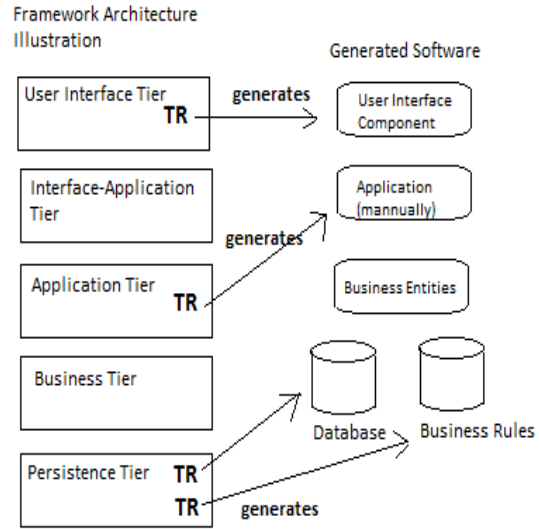 Framework Architecture
Illustration
Generated Software
User Interface Tier
TR
generates
User Interface
Component
Interface-Application
Tier
Application
(mannually)
generates
Application Tier
TR
Business Entities
Business Tier
Database
Business Rules
Persistence Tier
TR
TR
generates